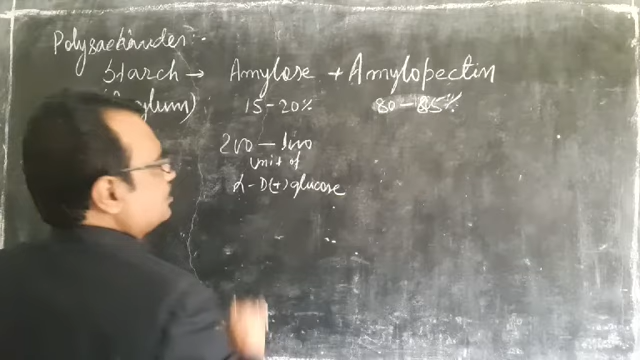 Polysaccharides :-
Starch → Amylose + Amylopectin
15-20% 80-85%
200 -
unit of
α-D(+) glucose